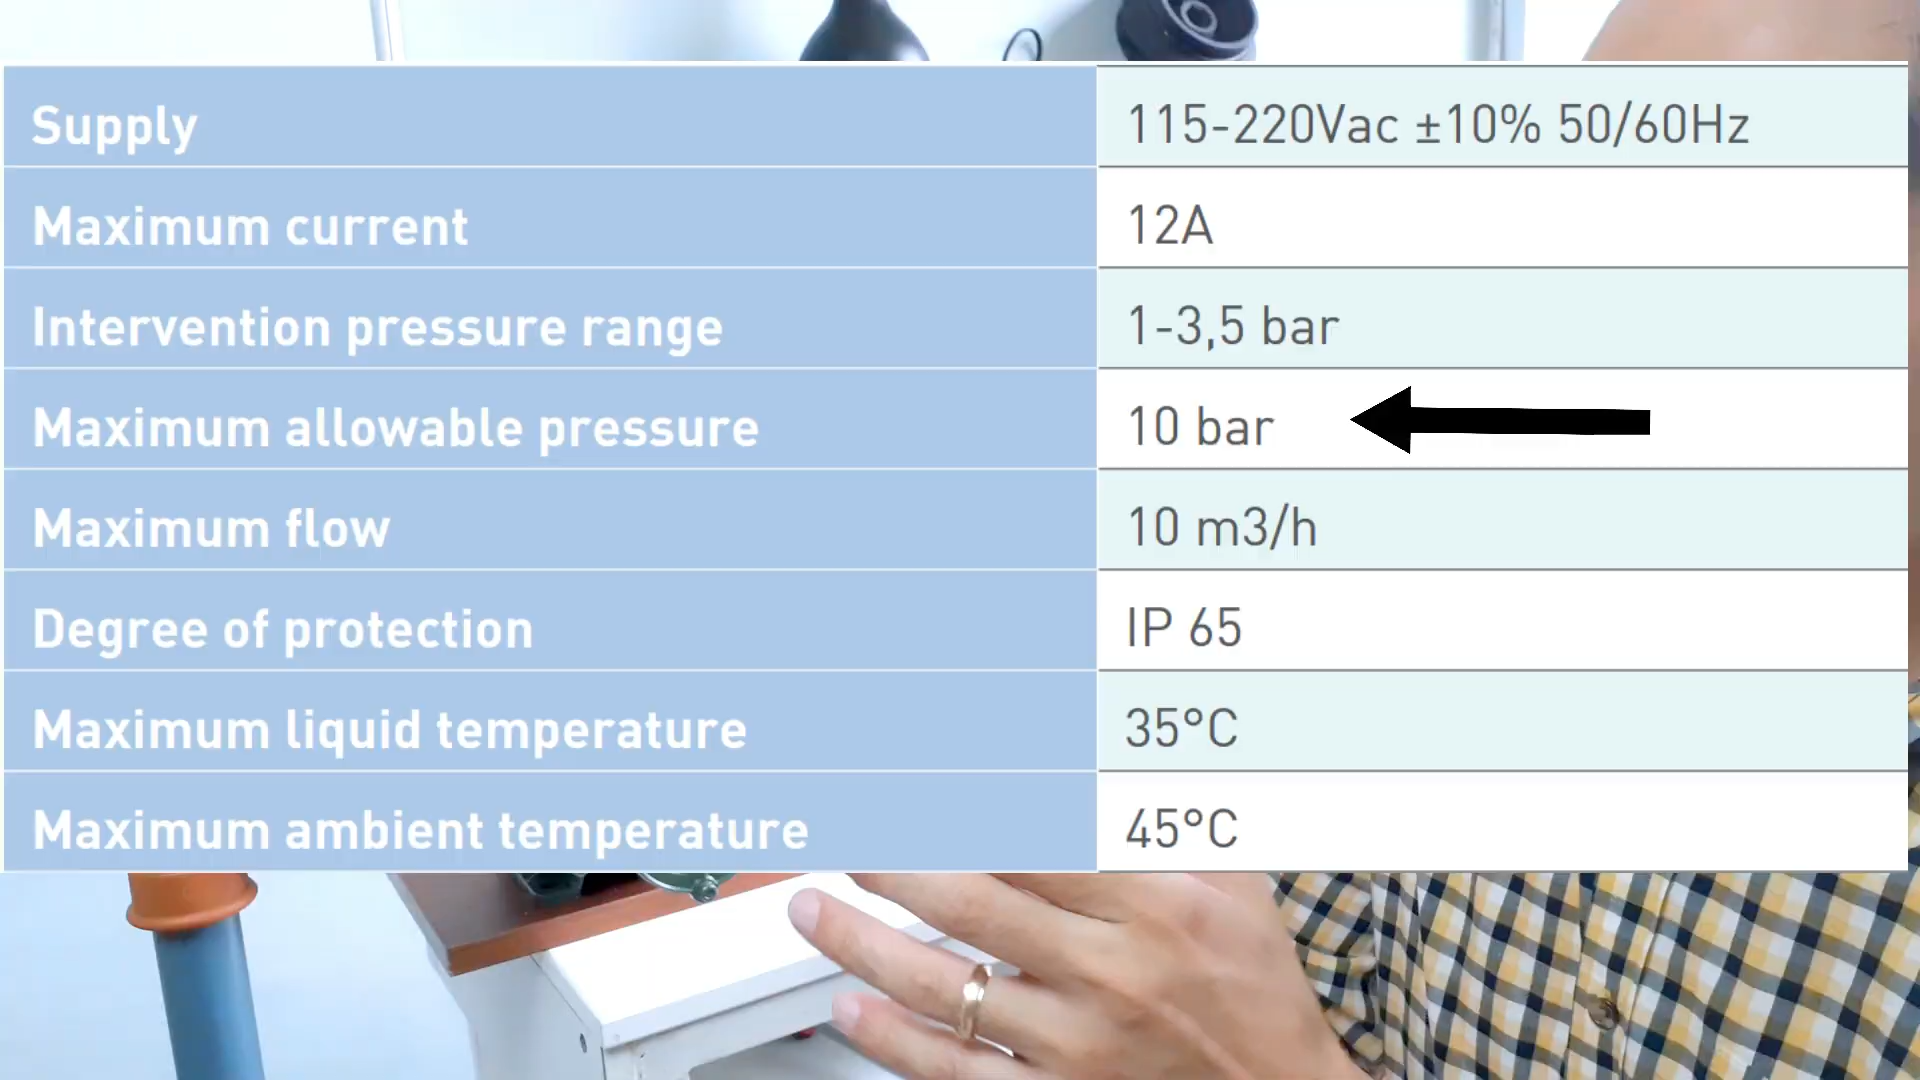 Supply 115-220Vac ±10% 50/60Hz
Maximum current 12A
Intervention pressure range 1-3,5 bar
Maximum allowable pressure 10 bar
Maximum flow 10 m3/h
Degree of protection IP 65
Maximum liquid temperature 35°C
Maximum ambient temperature 45°C